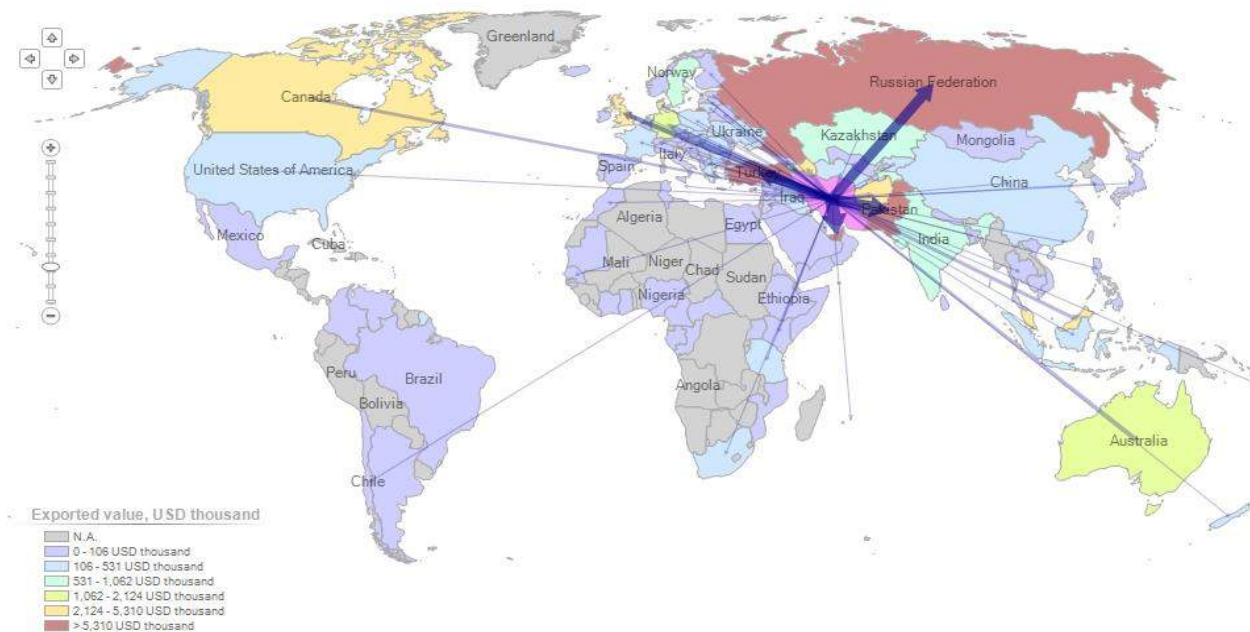 Greenland
Norway
Russian Federation
Canada
Ukraine
Kazakhstan
Mongolia
Italy
Spain
Turkey
United States of America
China
Iraq
Pakistan
Algeria
Egypt
India
Mexico
Cuba
Mali
Niger
Chad
Sudan
Nigeria
Ethiopia
Peru
Brazil
Angola
Bolivia
Australia
Chile
Exported value, USD thousand
N.A.
0 - 106 USD thousand
106 - 531 USD thousand
531 - 1,062 USD thousand
1,062 - 2,124 USD thousand
2,124 - 5,310 USD thousand
> 5,310 USD thousand